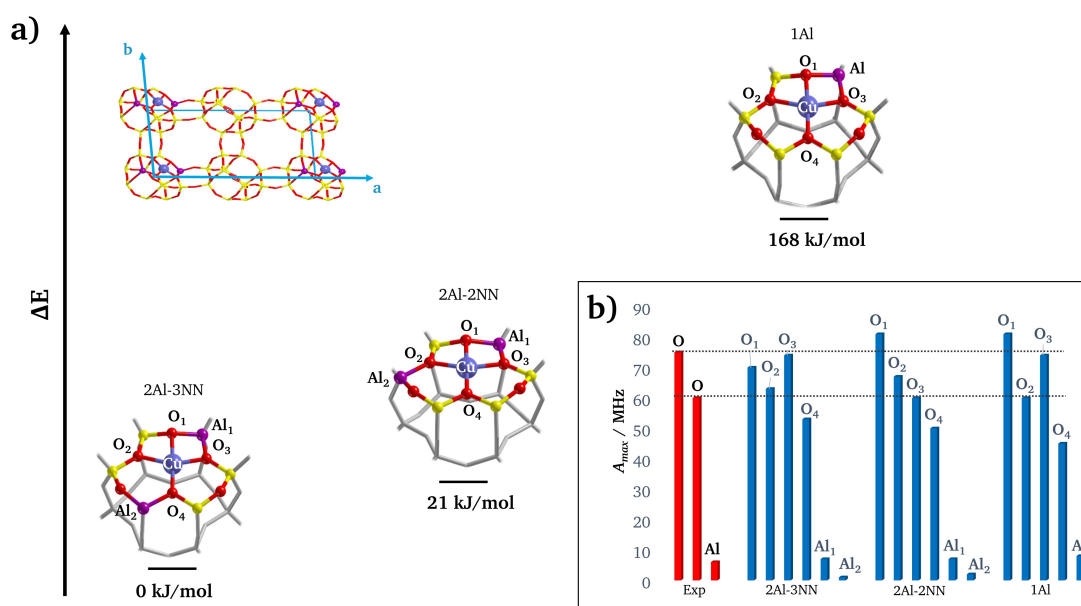 a)
b
a
ΔE
1Al
O₁
Al
O₂
O₃
Cu
O₄
168 kJ/mol
2Al-2NN
O₁
Al₁
O₂
O₃
Al₂
Cu
O₄
21 kJ/mol
2Al-3NN
O₁
Al₁
O₂
O₃
Cu
Al₂
O₄
0 kJ/mol
b)
Aₘₐₓ / MHz
90
80
70
60
50
40
30
20
10
0
O
O
Al
O₁
O₂
O₃
O₄
Al₁
Al₂
O₁
O₂
O₃
O₄
Al₁
Al₂
O₁
O₂
O₃
O₄
A
Exp
2Al-3NN
2Al-2NN
1Al